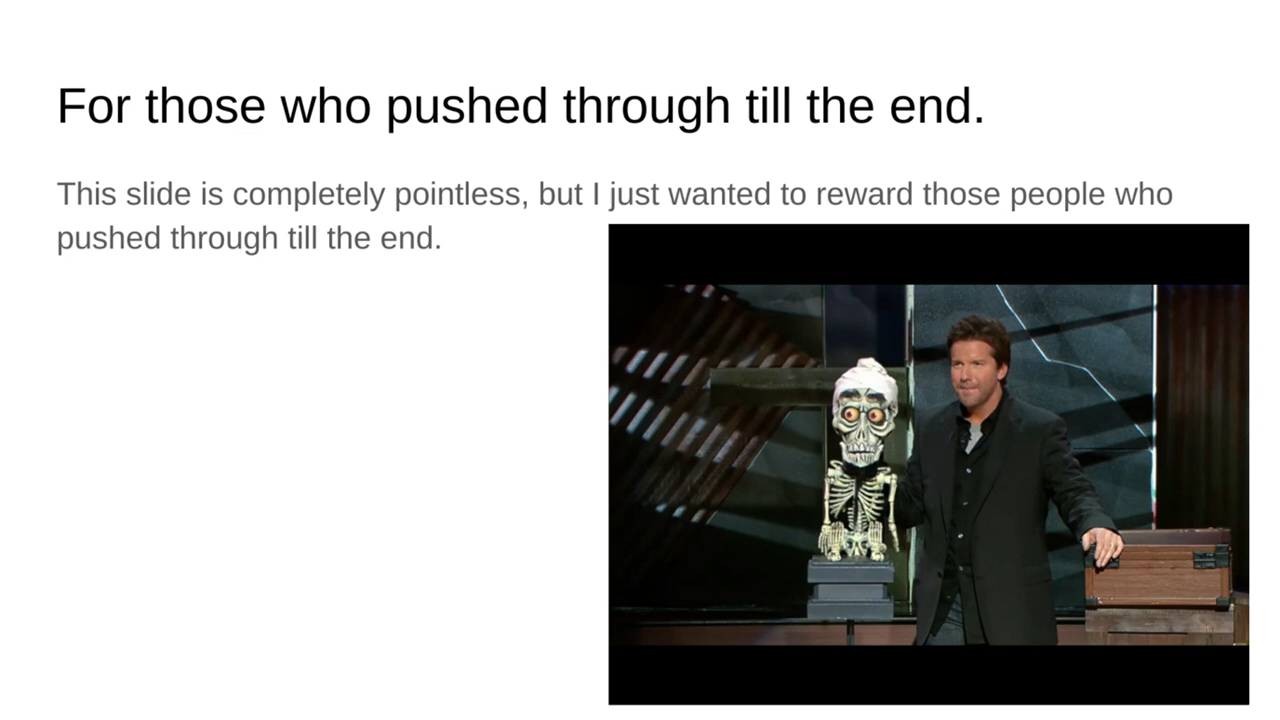 For those who pushed through till the end.
This slide is completely pointless, but I just wanted to reward those people who
pushed through till the end.